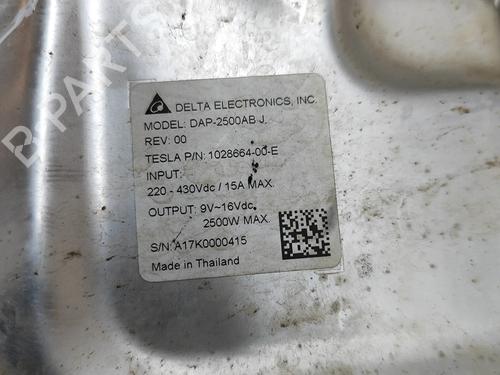 DELTA ELECTRONICS, INC.
MODEL: DAP-2500AB J.
REV: 00
TESLA P/N: 1028664-00-E
INPUT:
220 - 430Vdc / 15A MAX.
OUTPUT: 9V~16Vdc
2500W MAX.
S/N: A17K0000415
Made in Thailand
B-PARTS